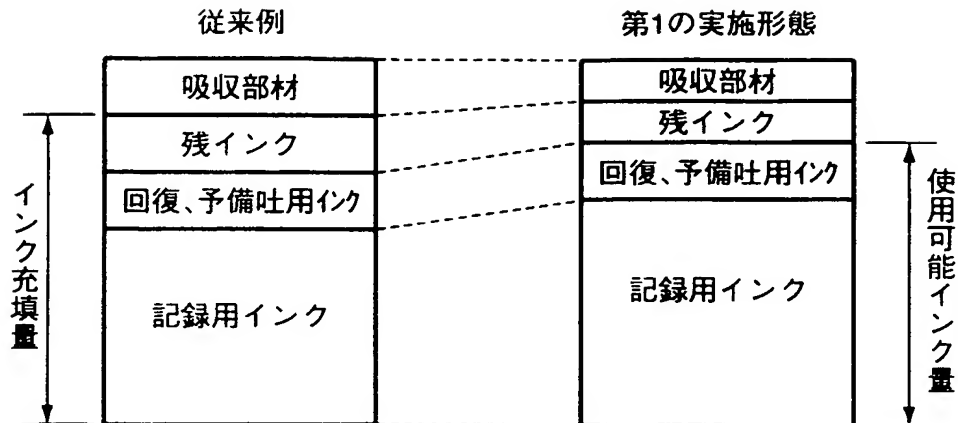 従来例
第1の実施形態
吸収部材
残インク
回復、予備吐用インク
記録用インク
インク充填量
吸収部材
残インク
回復、予備吐用インク
記録用インク
使用可能インク量